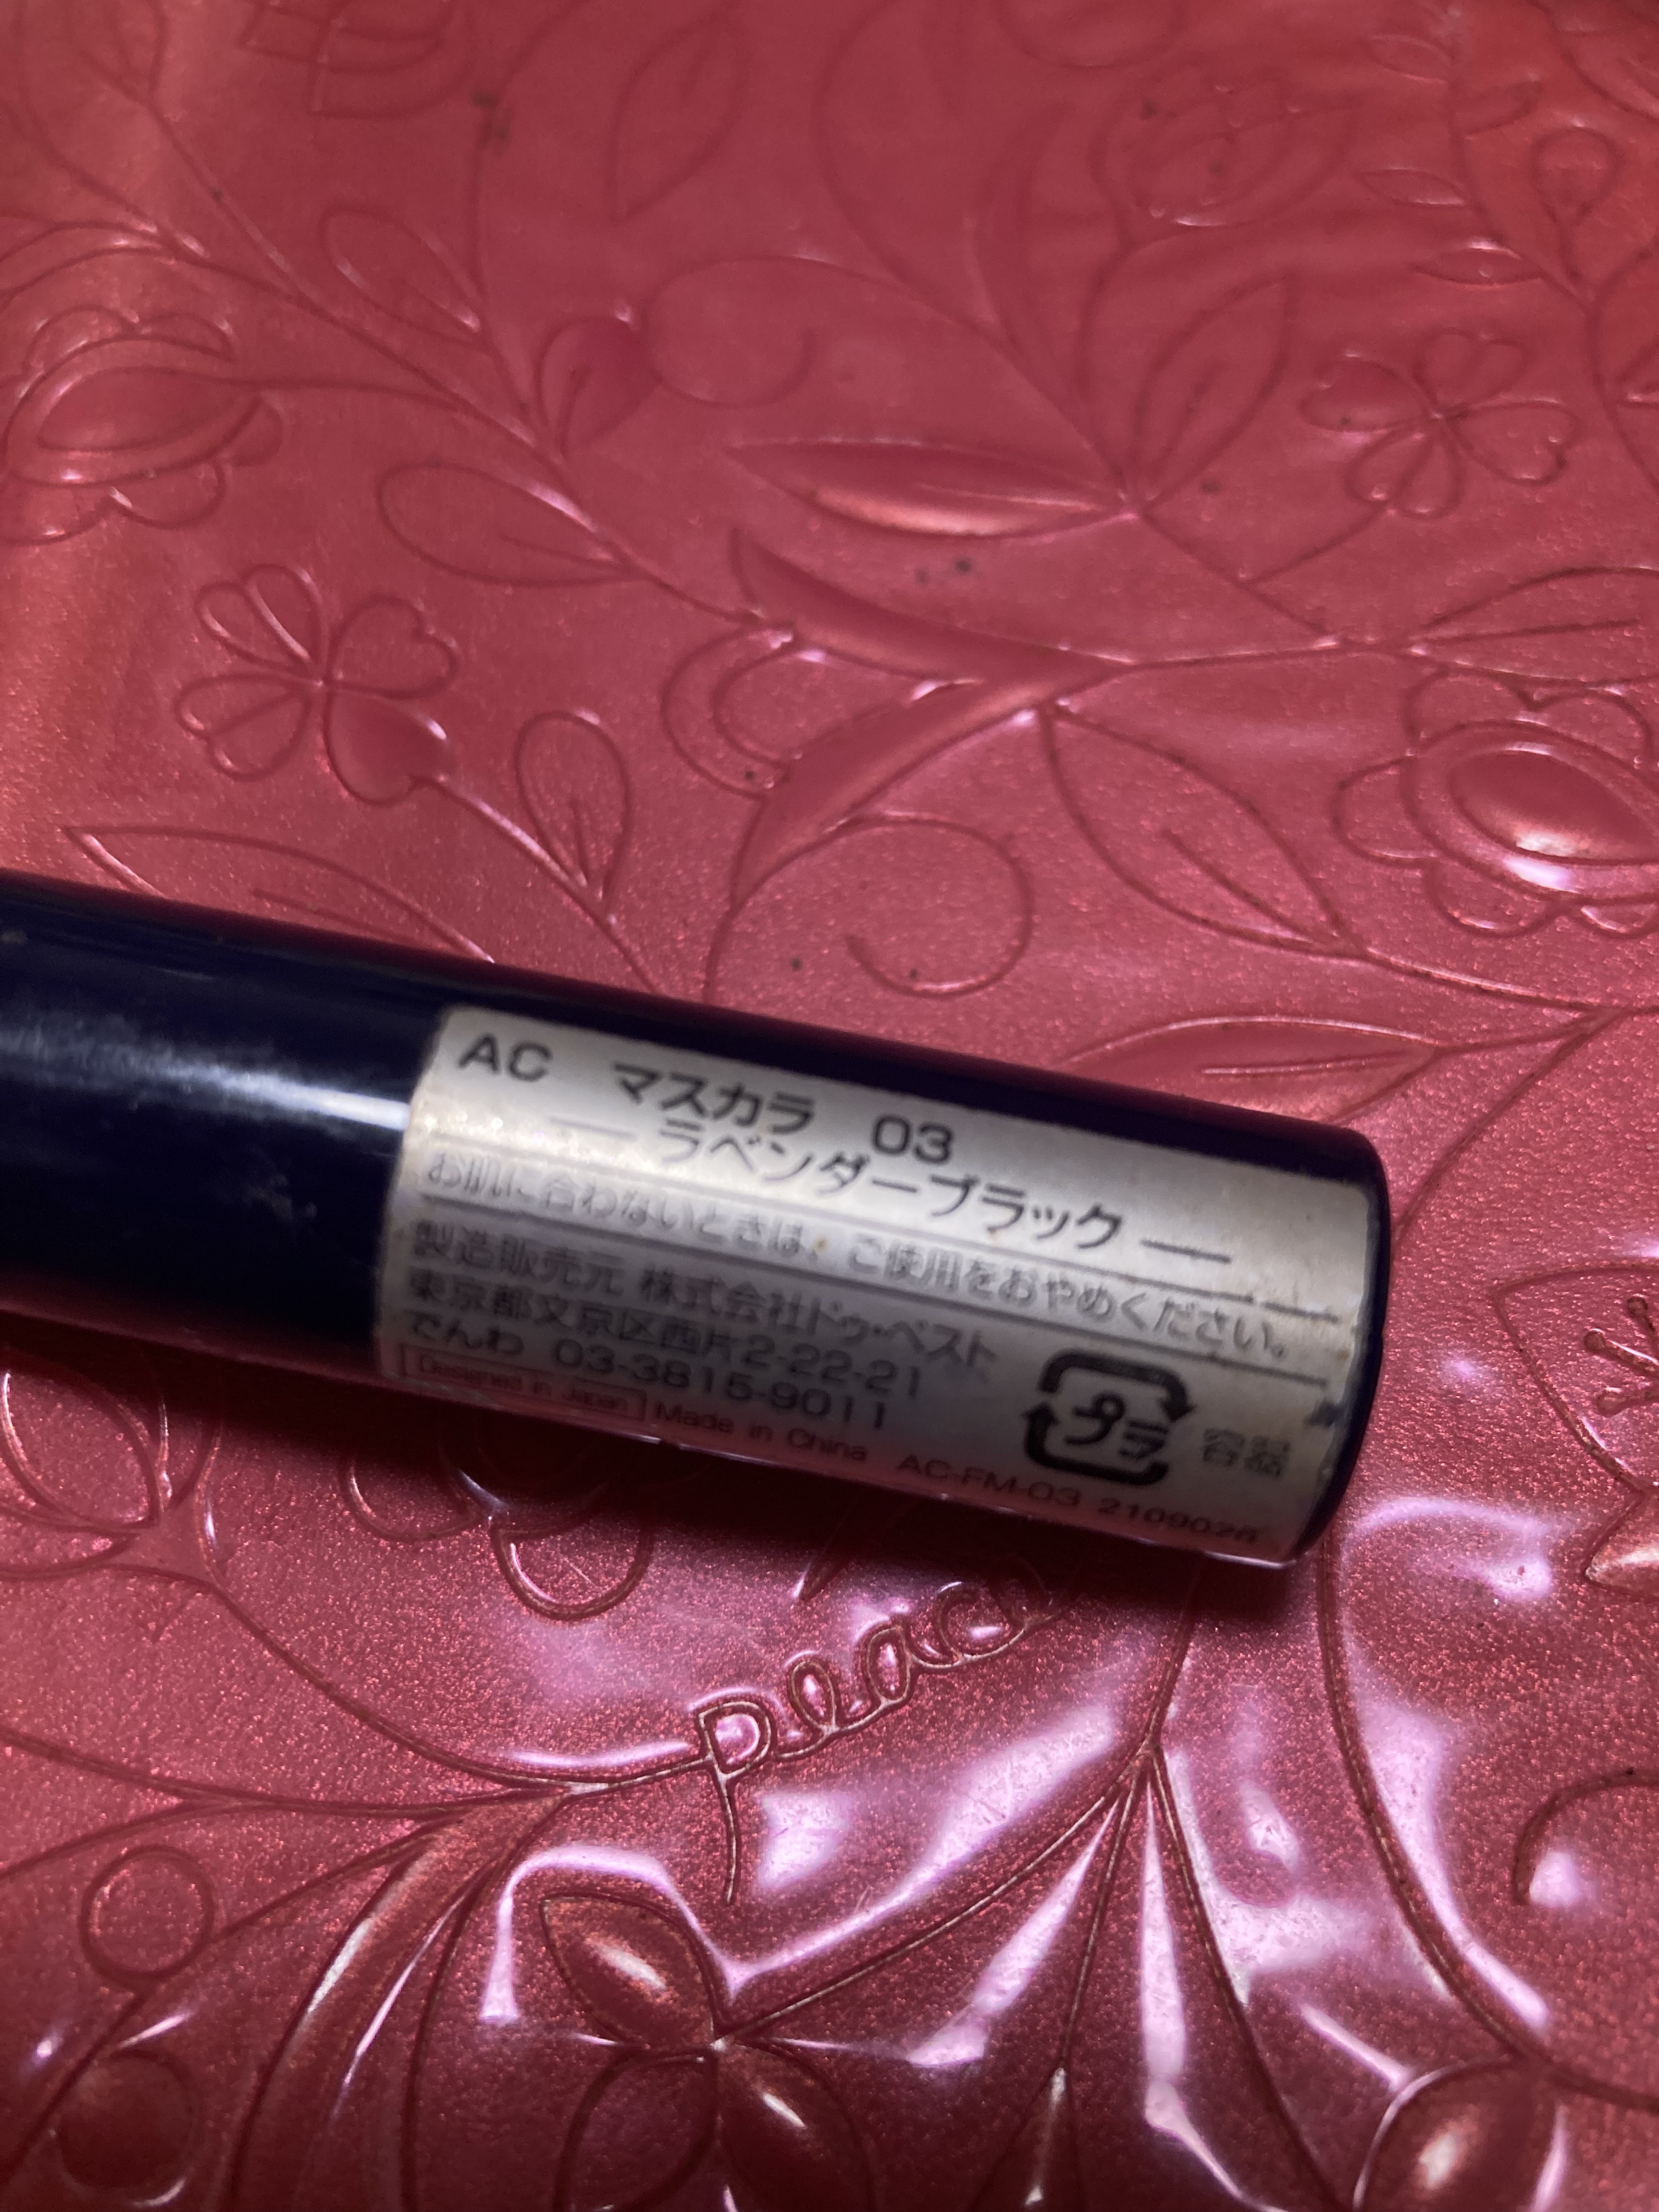 AC マスカラ 03
— ラベンダーブラック —
お肌に合わないときは、ご使用をおやめください。
製造販売元 株式会社ドゥ・ベスト
東京都文京区西片2-22-21
でんわ 03-3815-9011
Designed in Japan Made in China AC-FM-03 2109026
プラ 容器
Peach